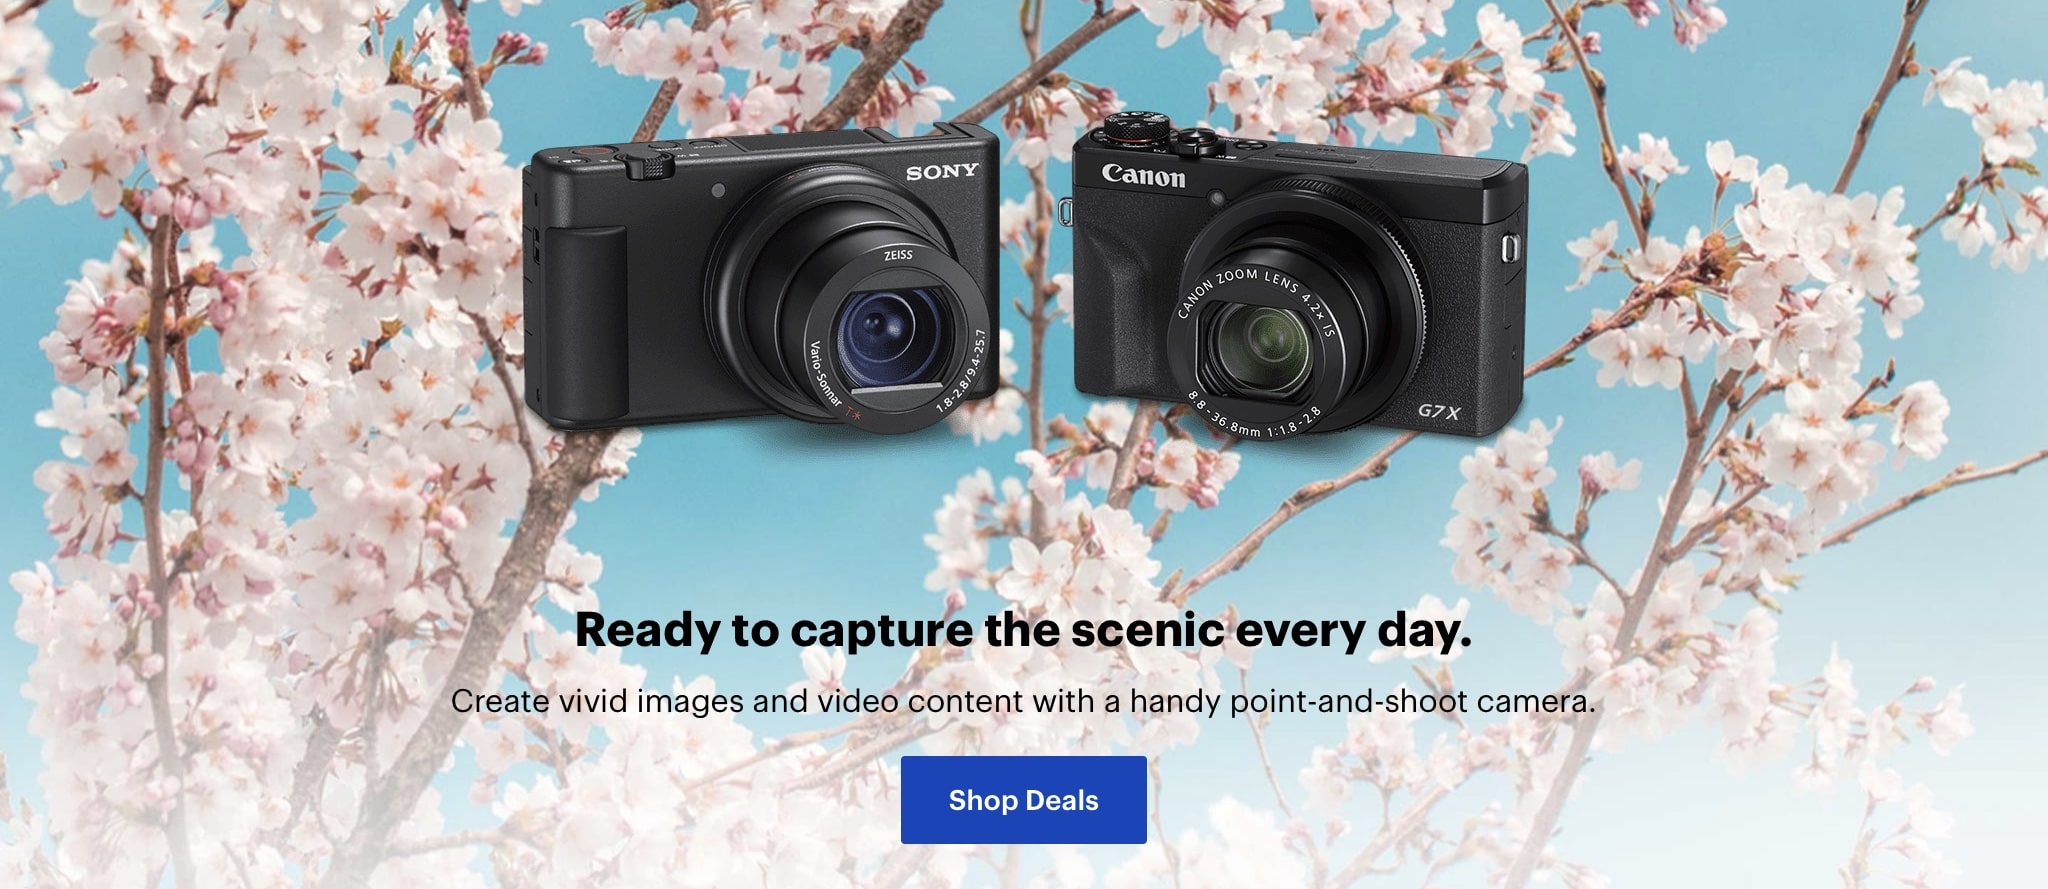 SONY
ZEISS
Vario-Sonnar T*
1.8-2.8/9.4-25.7
Canon
CANON ZOOM LENS 4.2x IS
8.8-36.8mm 1:1.8-2.8
G7X
Ready to capture the scenic every day.
Create vivid images and video content with a handy point-and-shoot camera.
Shop Deals